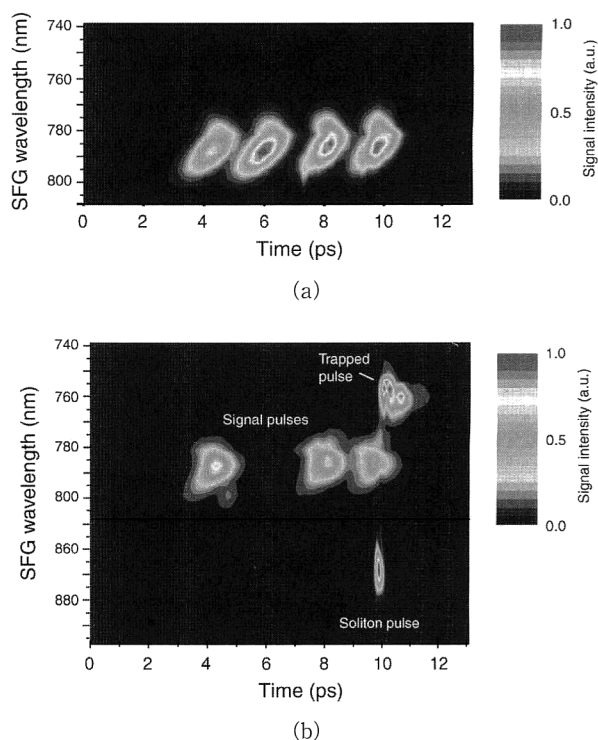 740
760
780
800
SFG wavelength (nm)
0
2
4
6
8
10
12
Time (ps)
1.0
0.5
0.0
Signal intensity (a.u.)
(a)
740
760
780
800
860
880
SFG wavelength (nm)
Trapped
pulse
Signal pulses
Soliton pulse
0
2
4
6
8
10
12
Time (ps)
1.0
0.5
0.0
Signal intensity (a.u.)
(b)